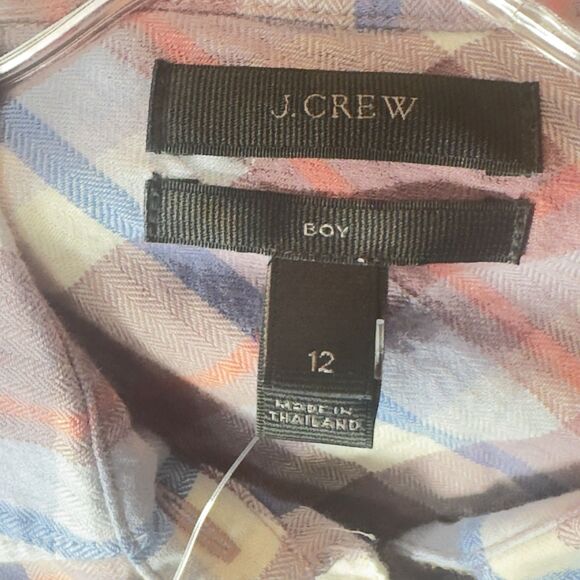 J.CREW
BOY
12
MADE IN
THAILAND